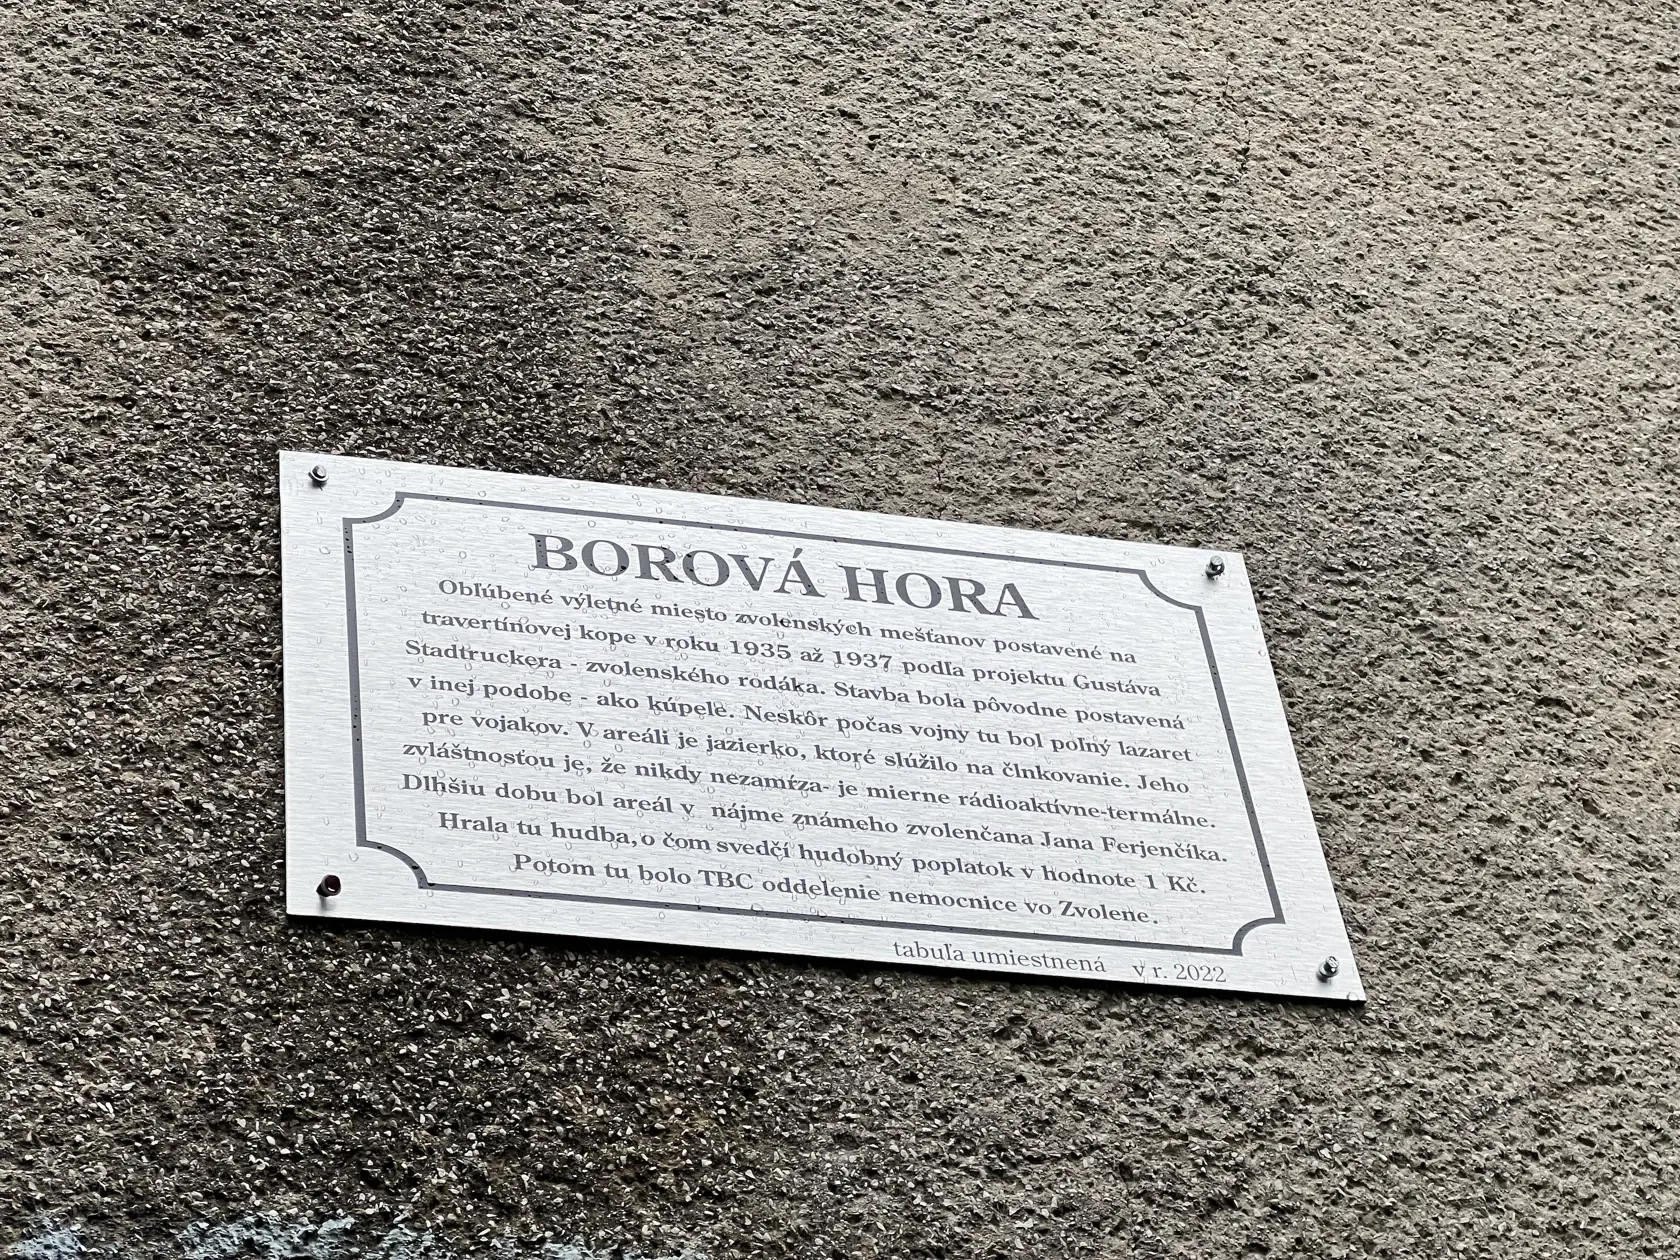 BOROVÁ HORA
Obľúbené výletné miesto zvolenských mešťanov postavené na
travertínovej kope v roku 1935 až 1937 podľa projektu Gustáva
Stadtruckera - zvolenského rodáka. Stavba bola pôvodne postavená
v inej podobe - ako kúpele. Neskôr počas vojny tu bol poľný lazaret
pre vojakov. V areáli je jazierko, ktoré slúžilo na člnkovanie. Jeho
zvláštnosťou je, že nikdy nezamŕza- je mierne rádioaktívne-termálne.
Dlhšiu dobu bol areál v nájme známeho zvolenčana Jana Ferjenčíka.
Hrala tu hudba, o čom svedčí hudobný poplatok v hodnote 1 Kč.
Potom tu bolo TBC oddelenie nemocnice vo Zvolene.
tabuľa umiestnená v r. 2022